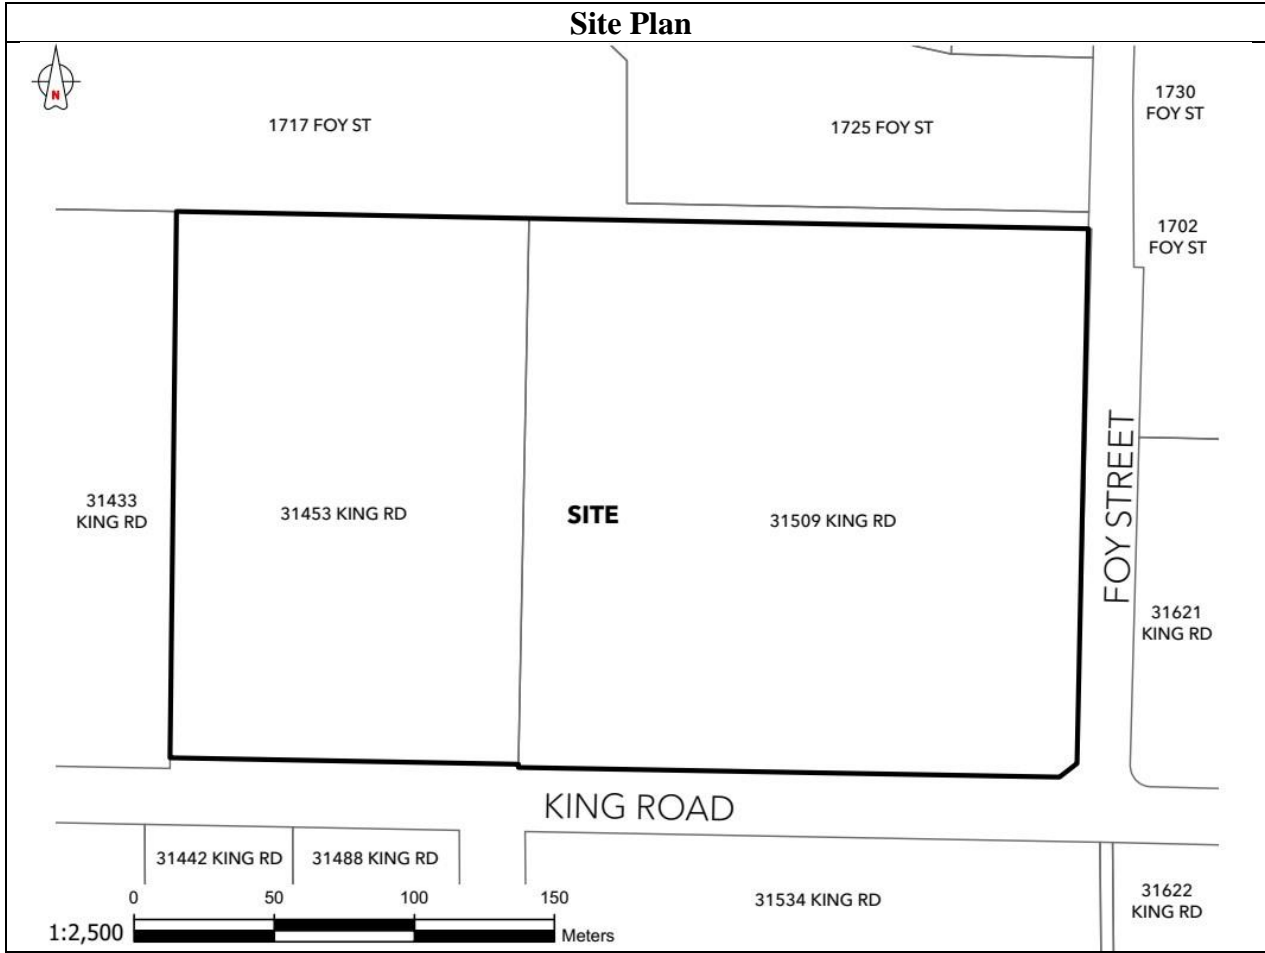 Site Plan
N
1717 FOY ST
1725 FOY ST
1730
FOY ST
1702
FOY ST
31433
KING RD
31453 KING RD
SITE
31509 KING RD
FOY STREET
31621
KING RD
KING ROAD
31442 KING RD
31488 KING RD
31534 KING RD
31622
KING RD
0 50 100 150
1:2,500
Meters